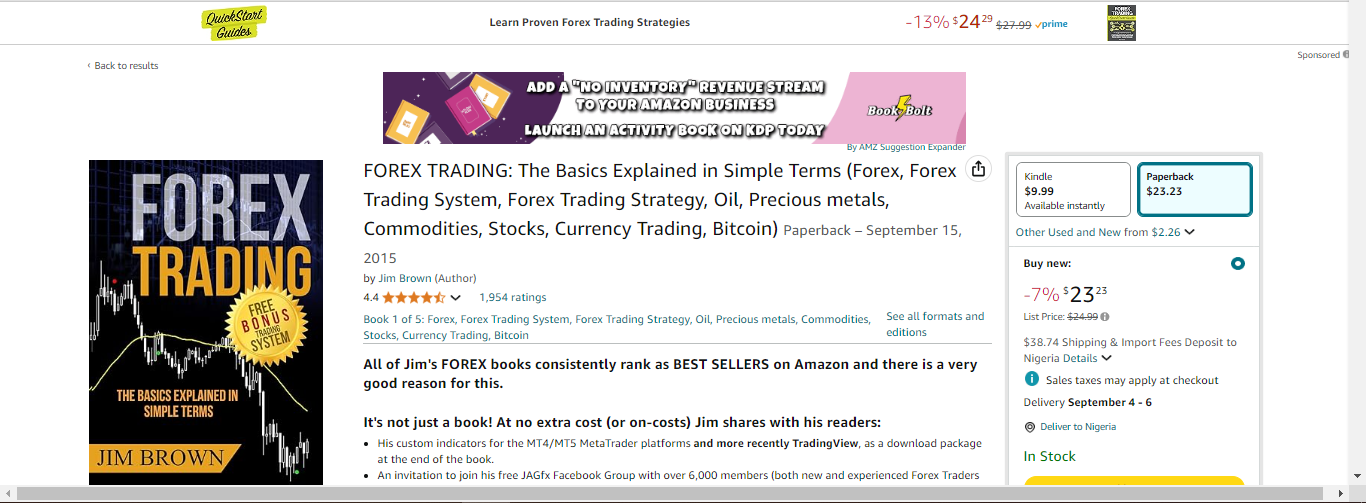 QuickStart
Guides
Learn Proven Forex Trading Strategies
-13% $24 29 $27.99 prime
FOREX
TRADING
‹ Back to results
Sponsored
ADD A "NO INVENTORY" REVENUE STREAM
TO YOUR AMAZON BUSINESS
LAUNCH AN ACTIVITY BOOK ON KDP TODAY
Book Bolt
By AMZ Suggestion Expander
FOREX
TRADING
FREE
BONUS
TRADING
SYSTEM
THE BASICS EXPLAINED IN
SIMPLE TERMS
JIM BROWN
FOREX TRADING: The Basics Explained in Simple Terms (Forex, Forex
Trading System, Forex Trading Strategy, Oil, Precious metals,
Commodities, Stocks, Currency Trading, Bitcoin) Paperback – September 15,
2015
by Jim Brown (Author)
4.4 1,954 ratings
Book 1 of 5: Forex, Forex Trading System, Forex Trading Strategy, Oil, Precious metals, Commodities,
Stocks, Currency Trading, Bitcoin
See all formats and
editions
All of Jim's FOREX books consistently rank as BEST SELLERS on Amazon and there is a very
good reason for this.
It's not just a book! At no extra cost (or on-costs) Jim shares with his readers:
• His custom indicators for the MT4/MT5 MetaTrader platforms and more recently TradingView, as a download package
at the end of the book.
• An invitation to join his free JAGfx Facebook Group with over 6,000 members (both new and experienced Forex Traders
Kindle
$9.99
Available instantly
Paperback
$23.23
Other Used and New from $2.26
Buy new:
-7% $23 23
List Price: $24.99
$38.74 Shipping & Import Fees Deposit to
Nigeria Details
Sales taxes may apply at checkout
Delivery September 4 - 6
Deliver to Nigeria
In Stock